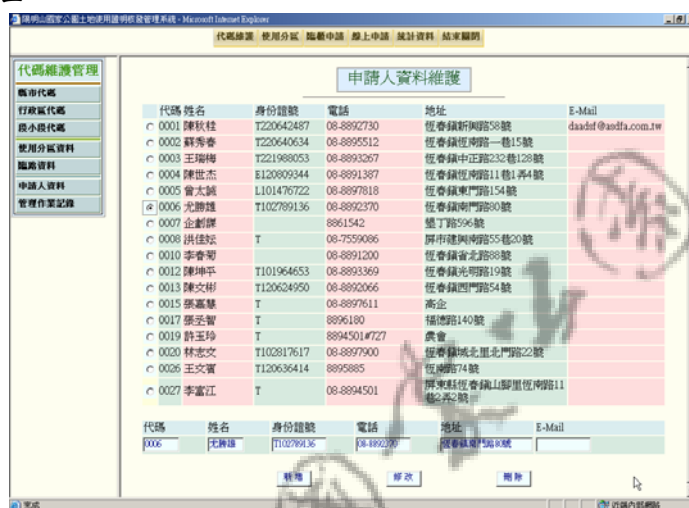 陽明山國家公園土地使用證明核發管理系統 - Microsoft Internet Explorer
代碼維護 使用分區 臨櫃申請 線上申請 統計資料 結束關閉
代碼維護管理
縣市代碼
行政區代碼
段小段代碼
使用分區資料
臨路資料
申請人資料
管理作業記錄
申請人資料維護
代碼 姓名 身份證號 電話 地址 E-Mail
0001 陳秋桂 T220642487 08-8892730 恆春鎮新興路58號 daadsf@asdfa.com.tw
0002 蘇秀春 T220640634 08-8895512 恆春鎮恆南路一巷15號
0003 王瑞梅 T221988053 08-8893267 恆春鎮中正路232巷128號
0004 陳世杰 E120809344 08-8891387 恆春鎮恆南路11巷1弄4號
0005 曾太誠 L101476722 08-8897818 恆春鎮東門路154號
0006 尤勝雄 T102789136 08-8892370 恆春鎮南門路80號
0007 企劃課 8861542 墾丁路596號
0008 洪佳妘 T 08-7559086 屏市建興南路55巷20號
0010 李春菊 08-8891200 恆春鎮省北路88號
0012 陳坤平 T101964653 08-8893369 恆春鎮光明路19號
0013 陳文彬 T120624950 08-8892066 恆春鎮西門路54號
0015 張嘉慧 T 08-8897611 高企
0017 張丞智 T 8896180 福德路140號
0019 許玉玲 T 8894501#727 農會
0020 林志文 T102817617 08-8897900 恆春鎮城北里北門路22號
0026 王文賓 T120636414 8895885 恆南路74號
0027 李富江 T 08-8894501 屏東縣恆春鎮山腳里恆南路11
巷2弄2號
代碼 姓名 身份證號 電話 地址 E-Mail
0006 尤勝雄 T102789136 08-8892370 恆春鎮南門路80號
新增 修改 刪除
完成 近端內部網路